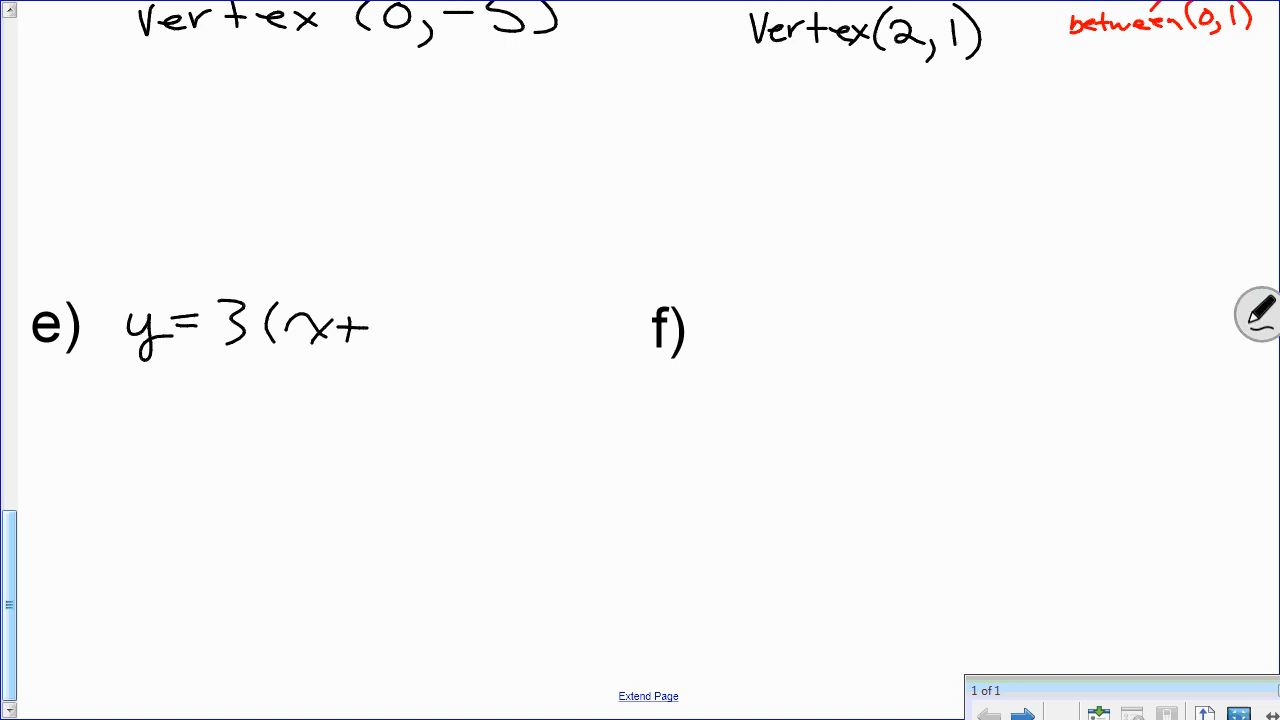 vertex (0,-5)
Vertex(2,1)
between(0,1)
e) y= 3(x+
f)
Extend Page
1 of 1